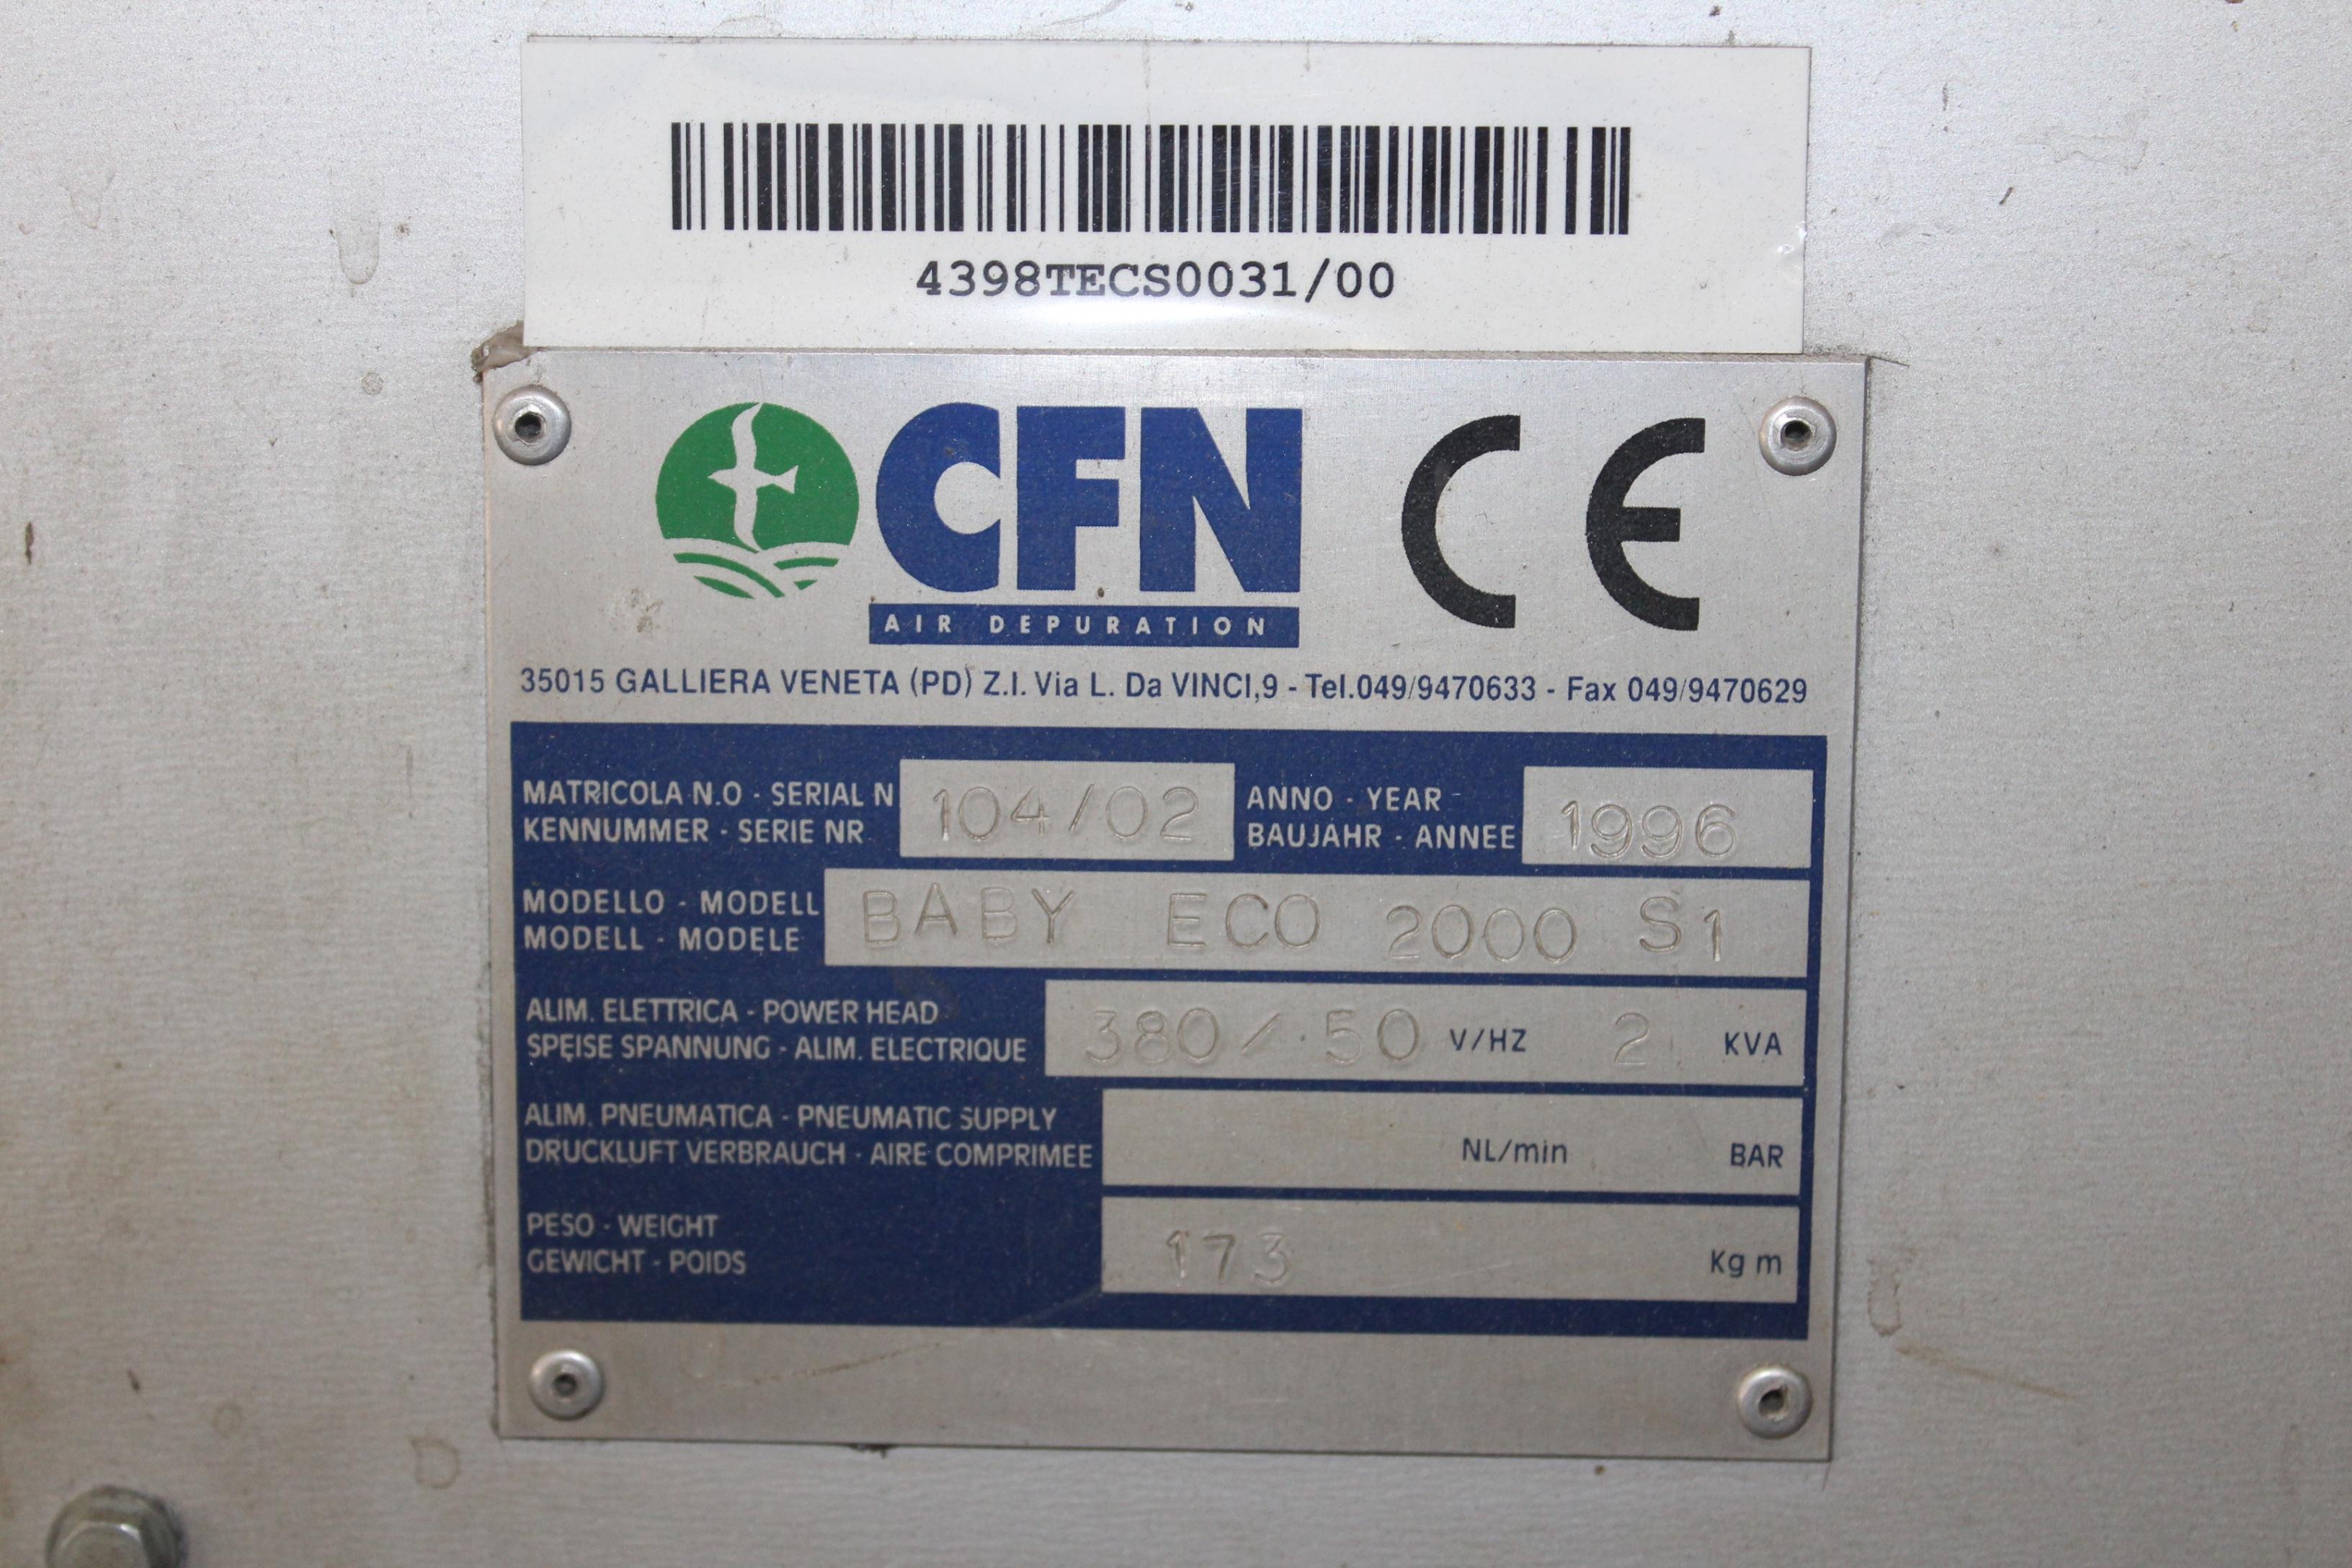 4398TECS0031/00
CFN CE
AIR DEPURATION
35015 GALLIERA VENETA (PD) Z.I. Via L. Da VINCI,9 - Tel.049/9470633 - Fax 049/9470629
MATRICOLA N.O - SERIAL N 104/02 ANNO - YEAR 1996
KENNUMMER - SERIE NR BAUJAHR - ANNEE
MODELLO - MODELL BABY ECO 2000 S1
MODELL - MODELE
ALIM. ELETTRICA - POWER HEAD 380/50 V/HZ 2 KVA
SPEISE SPANNUNG - ALIM. ELECTRIQUE
ALIM. PNEUMATICA - PNEUMATIC SUPPLY NL/min BAR
DRUCKLUFT VERBRAUCH - AIRE COMPRIMEE
PESO - WEIGHT 173 Kg m
GEWICHT - POIDS